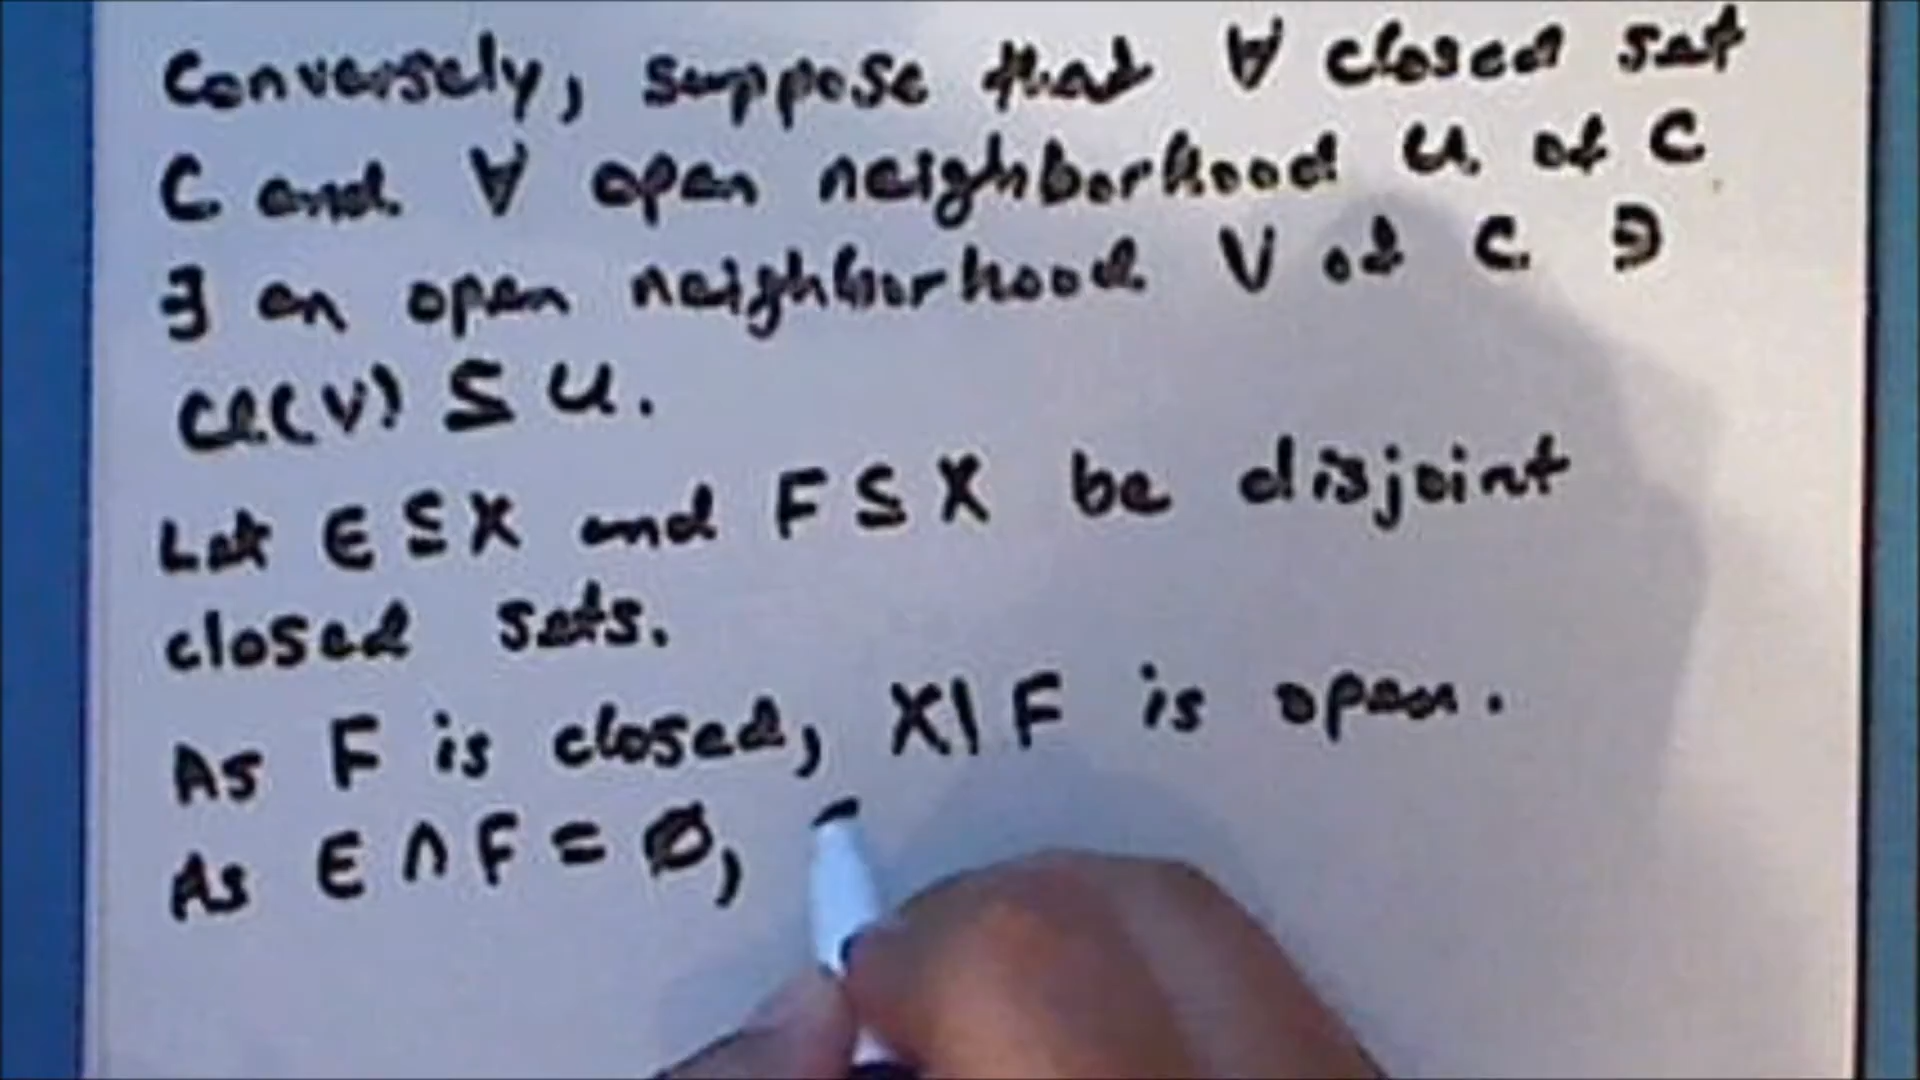 Conversely, suppose that ∀ closed set
C and ∀ open neighborhood U of C
∃ an open neighborhood V of C ∋
Cl(V) ⊆ U.
Let E ⊆ X and F ⊆ X be disjoint
closed sets.
As F is closed, X\F is open.
As E ∩ F = Ø,